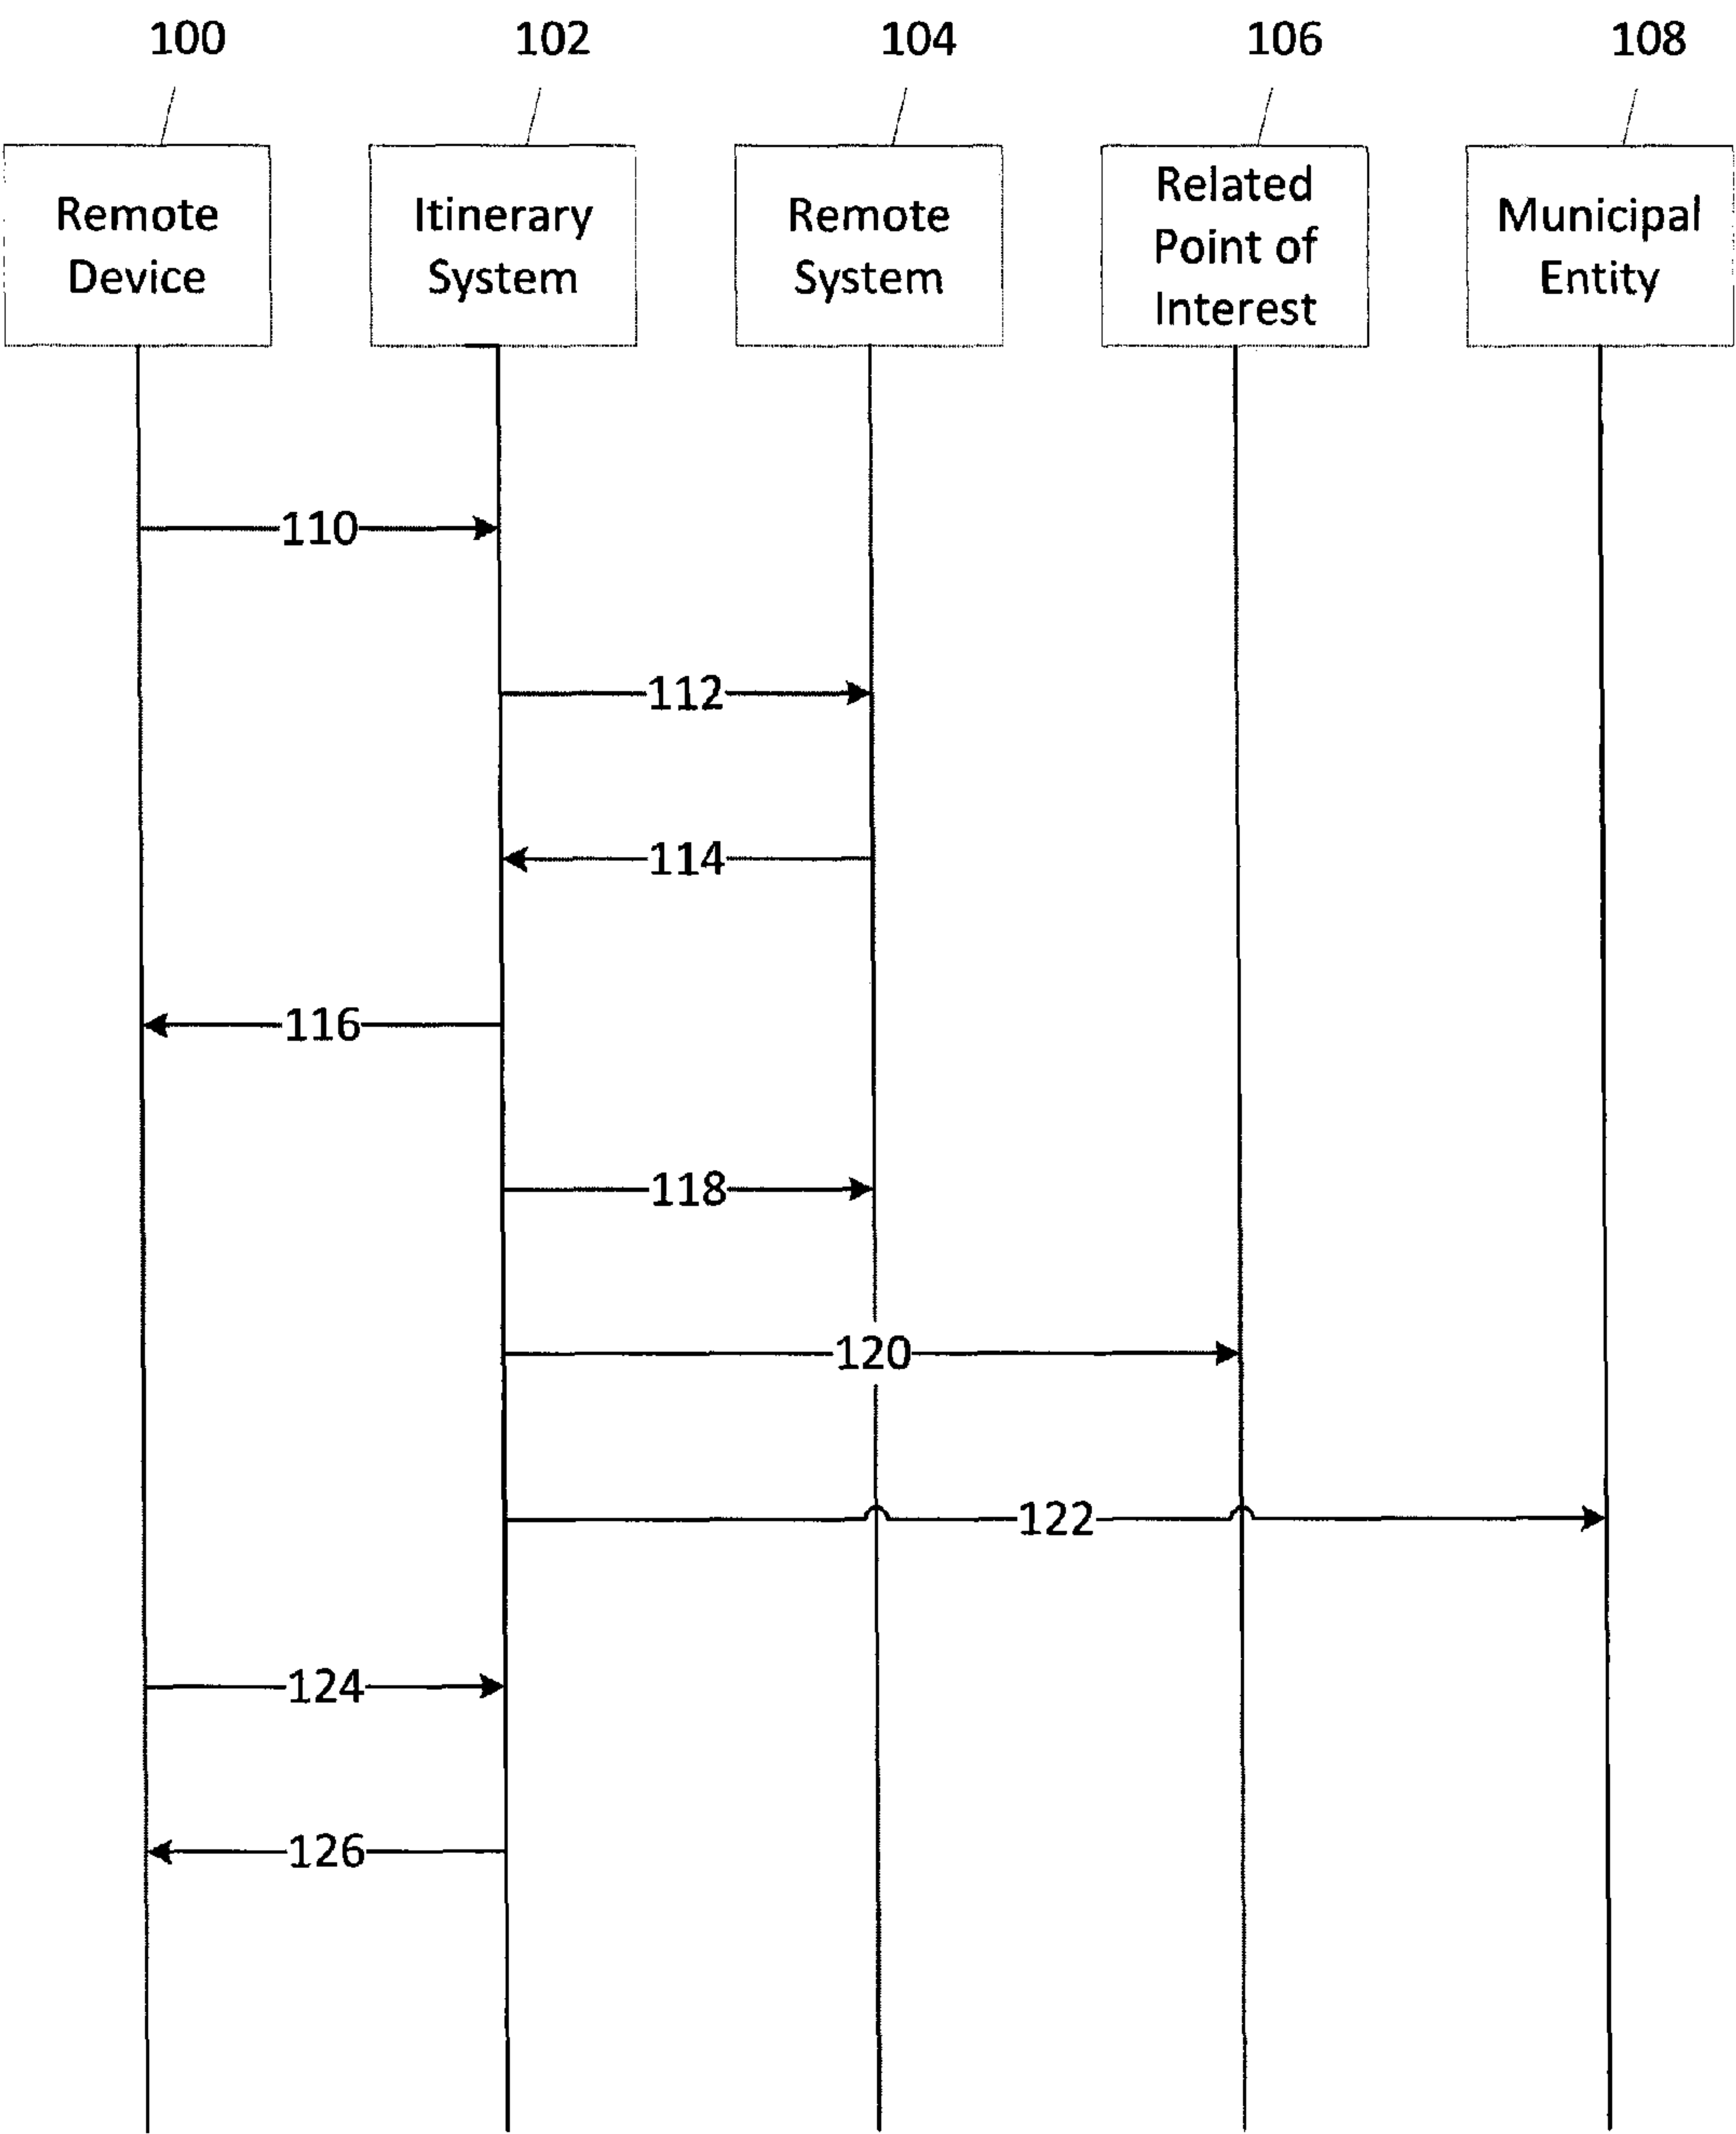 100 102 104 106 108
Remote
Device
Itinerary
System
Remote
System
Related
Point of
Interest
Municipal
Entity
110
112
114
116
118
120
122
124
126